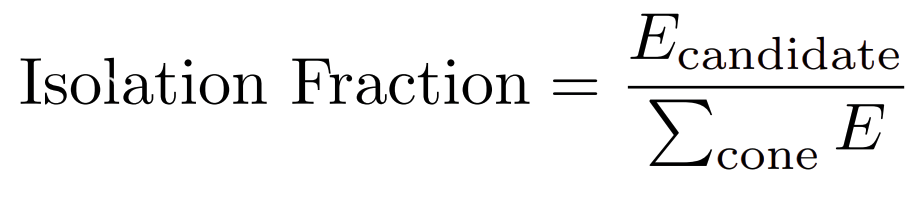 Isolation Fraction = E_candidate / ∑_cone E